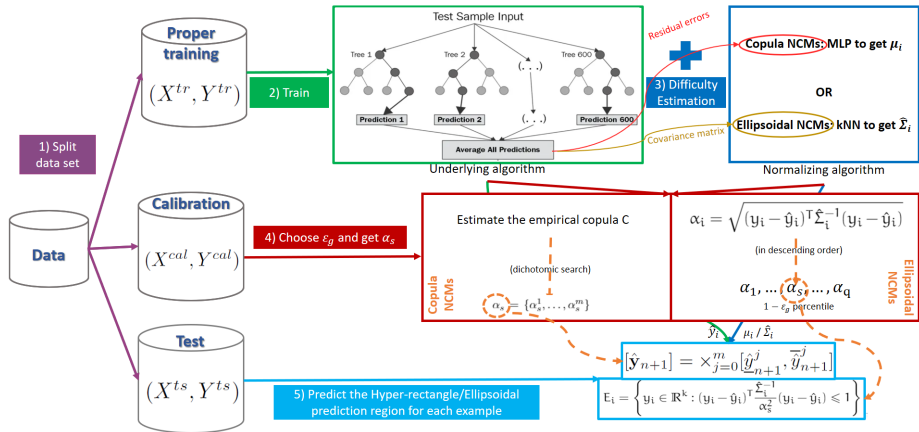 Proper
training
(X^{tr}, Y^{tr})
1) Split
data set
Data
Calibration
(X^{cal}, Y^{cal})
Test
(X^{ts}, Y^{ts})
2) Train
Test Sample Input
Tree 1
Tree 2
Tree 600
(. . .)
(. . .)
Prediction 1
Prediction 2
Prediction 600
Average All Predictions
Underlying algorithm
Residual errors
3) Difficulty
Estimation
Covariance matrix
Copula NCMs: MLP to get μ_i
OR
Ellipsoidal NCMs: kNN to get Σ̂_i
Normalizing algorithm
4) Choose ε_g and get α_s
Estimate the empirical copula C
(dichotomic search)
α_s = {α_s^1, . . . , α_s^m}
Copula
NCMs
α_i = √((y_i − ŷ_i)^T Σ̂_i^{−1} (y_i − ŷ_i))
(in descending order)
α_1, ..., α_s, ..., α_q
1 − ε_g percentile
Ellipsoidal
NCMs
ŷ_i
μ_i / Σ̂_i
5) Predict the Hyper-rectangle/Ellipsoidal
prediction region for each example
[ŷ_{n+1}] = ×_{j=0}^m [\underline{ŷ}_{n+1}^j, \overline{ŷ}_{n+1}^j]
E_i = { y_i ∈ ℝ^k : (y_i − ŷ_i)^T \frac{Σ̂_i^{−1}}{α_s^2} (y_i − ŷ_i) ⩽ 1 }